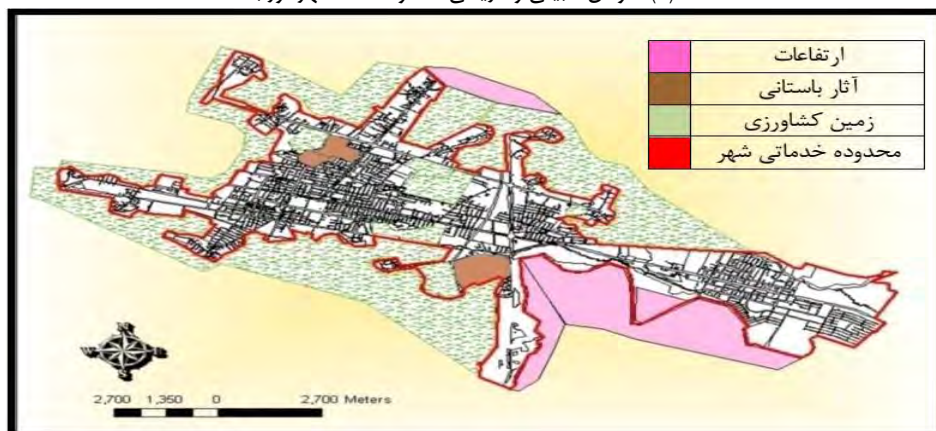 ارتفاعات
آثار باستانی
زمین کشاورزی
محدوده خدماتی شهر
2,700 1,350 0 2,700 Meters